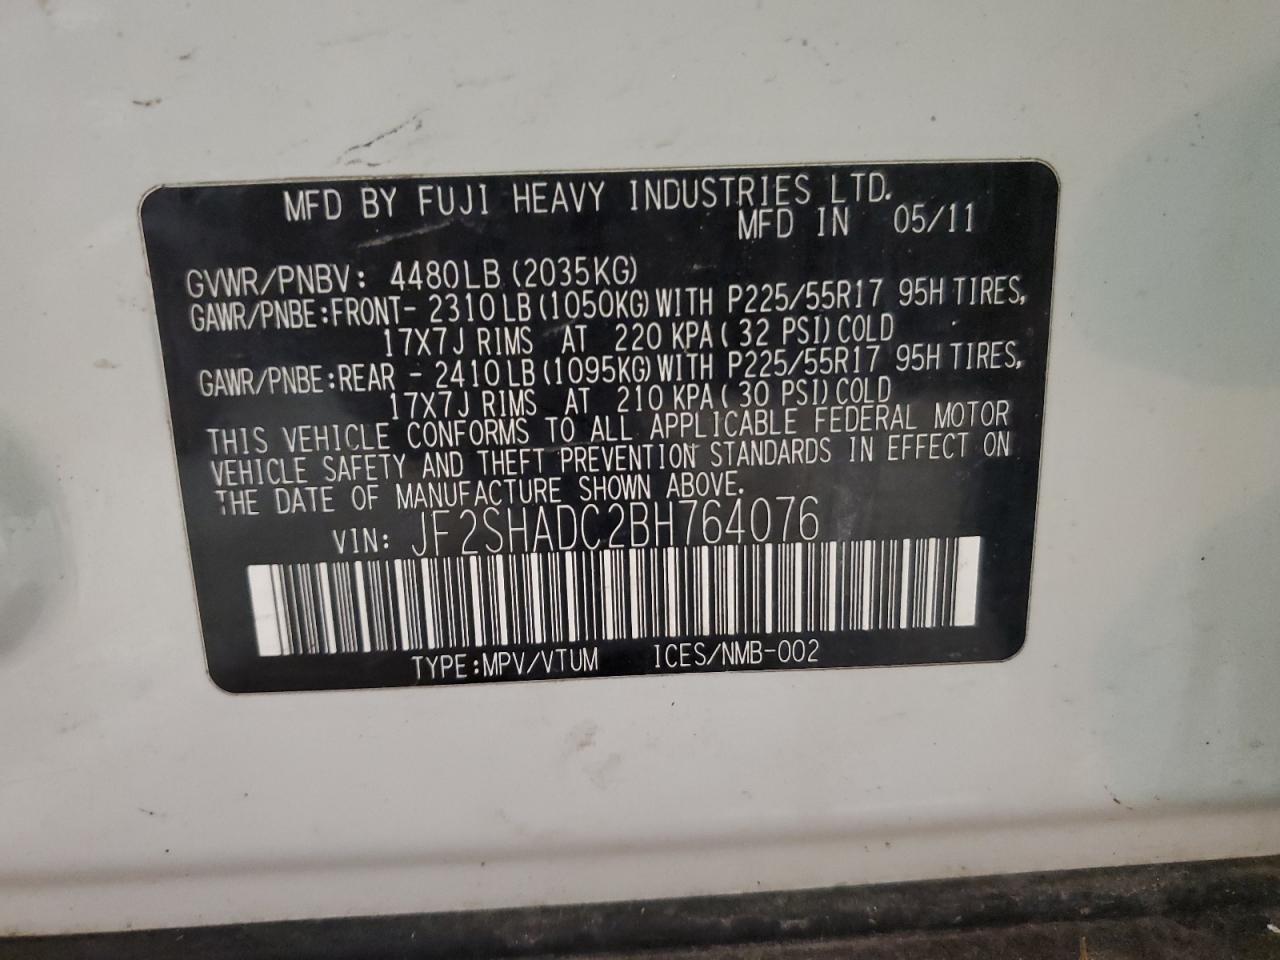 MFD BY FUJI HEAVY INDUSTRIES LTD.
MFD IN 05/11
GVWR/PNBV: 4480LB (2035KG)
GAWR/PNBE:FRONT- 2310LB (1050KG) WITH P225/55R17 95H TIRES,
17X7J RIMS AT 220 KPA ( 32 PSI) COLD
GAWR/PNBE:REAR - 2410LB (1095KG) WITH P225/55R17 95H TIRES,
17X7J RIMS AT 210 KPA ( 30 PSI) COLD
THIS VEHICLE CONFORMS TO ALL APPLICABLE FEDERAL MOTOR
VEHICLE SAFETY AND THEFT PREVENTION STANDARDS IN EFFECT ON
THE DATE OF MANUFACTURE SHOWN ABOVE.
VIN: JF2SHADC2BH764076
TYPE:MPV/VTUM ICES/NMB-002